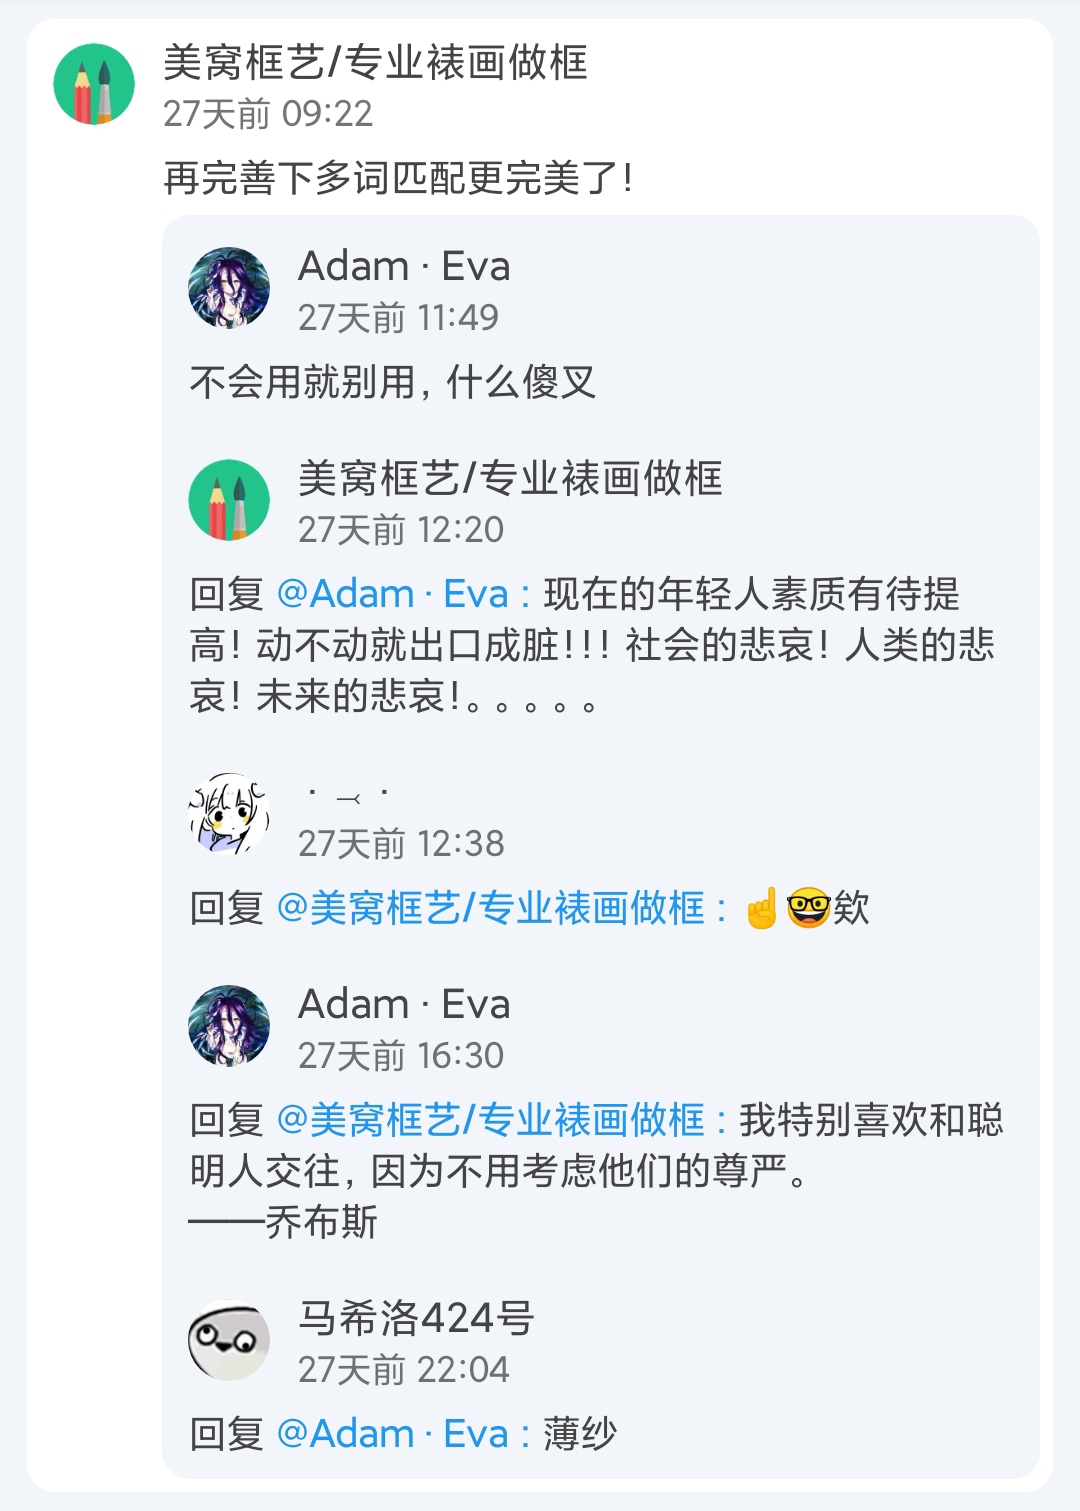 美窝框艺/专业裱画做框
27天前 09:22
再完善下多词匹配更完美了!
Adam · Eva
27天前 11:49
不会用就别用, 什么傻叉
美窝框艺/专业裱画做框
27天前 12:20
回复 @Adam · Eva : 现在的年轻人素质有待提
高! 动不动就出口成脏!!! 社会的悲哀! 人类的悲
哀! 未来的悲哀!。。。。。
27天前 12:38
回复 @美窝框艺/专业裱画做框 : ☝️🤓欸
Adam · Eva
27天前 16:30
回复 @美窝框艺/专业裱画做框 : 我特别喜欢和聪
明人交往, 因为不用考虑他们的尊严。
——乔布斯
马希洛424号
27天前 22:04
回复 @Adam · Eva : 薄纱